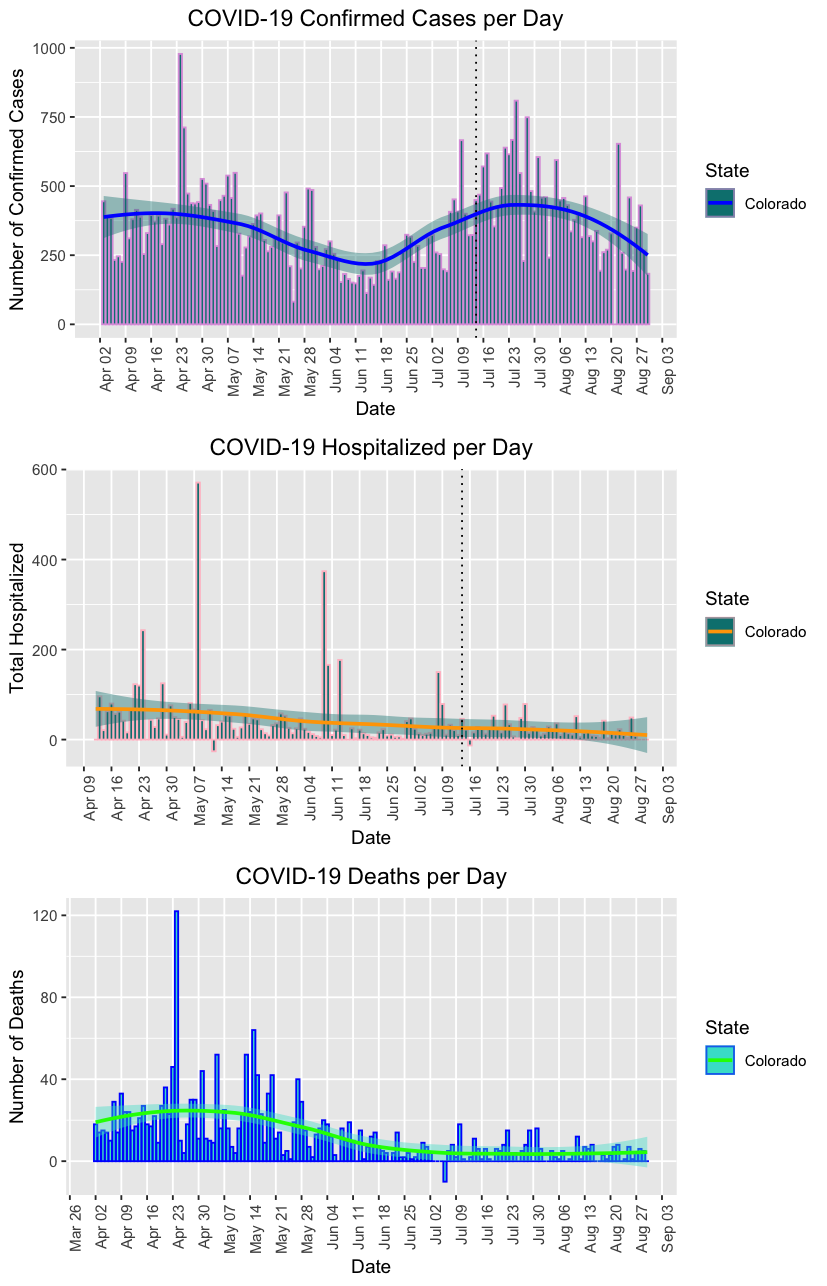 COVID-19 Confirmed Cases per Day
Number of Confirmed Cases
1000
750
500
250
0
Apr 02
Apr 09
Apr 16
Apr 23
Apr 30
May 07
May 14
May 21
May 28
Jun 04
Jun 11
Jun 18
Jun 25
Jul 02
Jul 09
Jul 16
Jul 23
Jul 30
Aug 06
Aug 13
Aug 20
Aug 27
Sep 03
Date
State
Colorado
COVID-19 Hospitalized per Day
Total Hospitalized
600
400
200
0
Apr 09
Apr 16
Apr 23
Apr 30
May 07
May 14
May 21
May 28
Jun 04
Jun 11
Jun 18
Jun 25
Jul 02
Jul 09
Jul 16
Jul 23
Jul 30
Aug 06
Aug 13
Aug 20
Aug 27
Sep 03
Date
State
Colorado
COVID-19 Deaths per Day
Number of Deaths
120
80
40
0
Mar 26
Apr 02
Apr 09
Apr 16
Apr 23
Apr 30
May 07
May 14
May 21
May 28
Jun 04
Jun 11
Jun 18
Jun 25
Jul 02
Jul 09
Jul 16
Jul 23
Jul 30
Aug 06
Aug 13
Aug 20
Aug 27
Sep 03
Date
State
Colorado